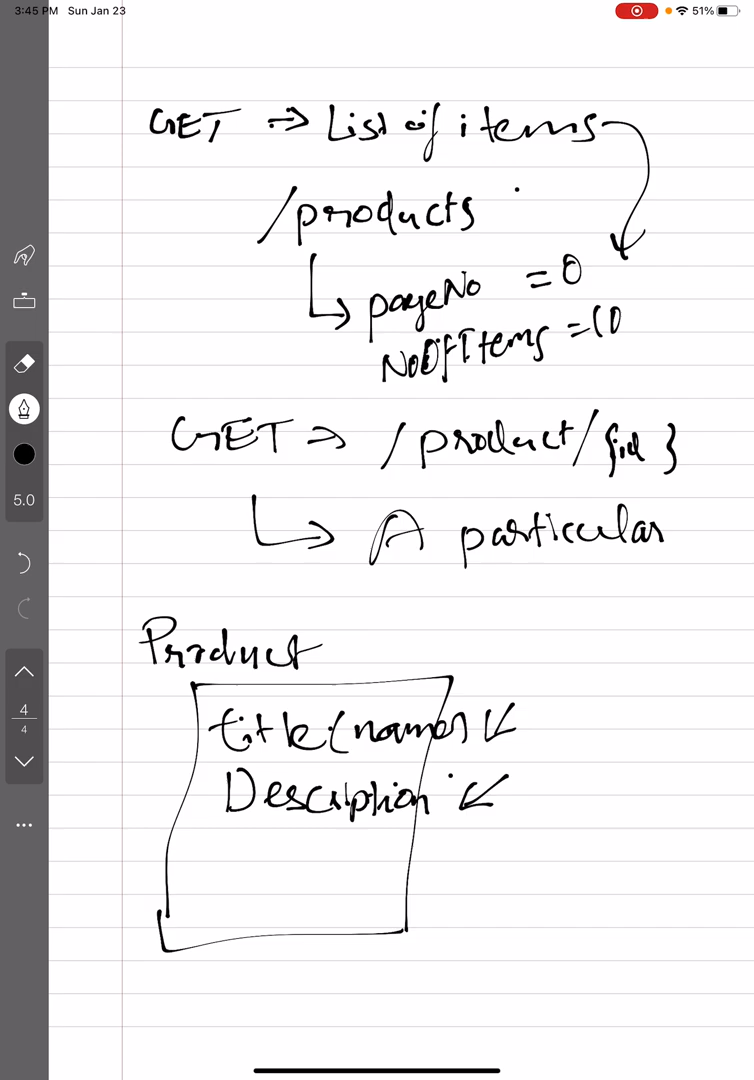 3:45 PM Sun Jan 23
51%
GET ⇒ List of items
/products
↳ pageNo = 0
NoOfItems = 10
GET ⇒ /product/{id}
↳ A particular
5.0
Product
4
4
title (name) ↙
Description ↙